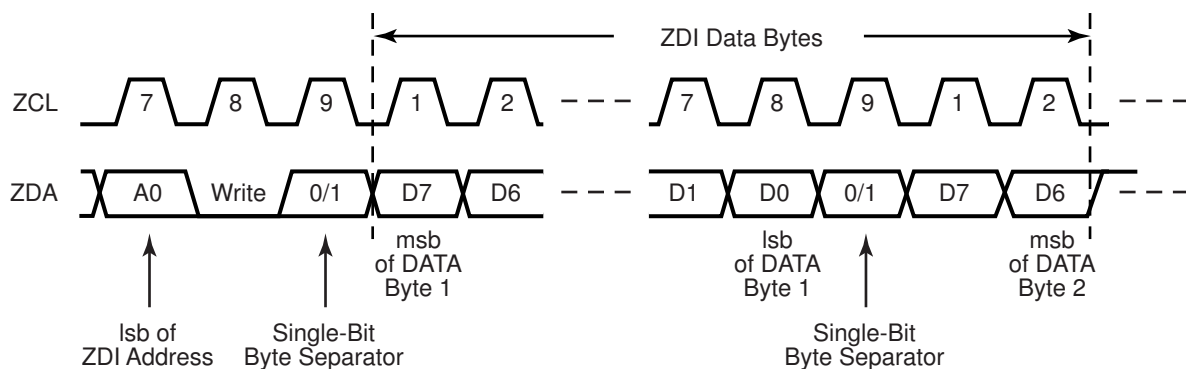 ZDI Data Bytes
ZCL 7 8 9 1 2 7 8 9 1 2
ZDA A0 Write 0/1 D7 D6 D1 D0 0/1 D7 D6
msb
of DATA
Byte 1
lsb
of DATA
Byte 1
msb
of DATA
Byte 2
lsb of
ZDI Address
Single-Bit
Byte Separator
Single-Bit
Byte Separator